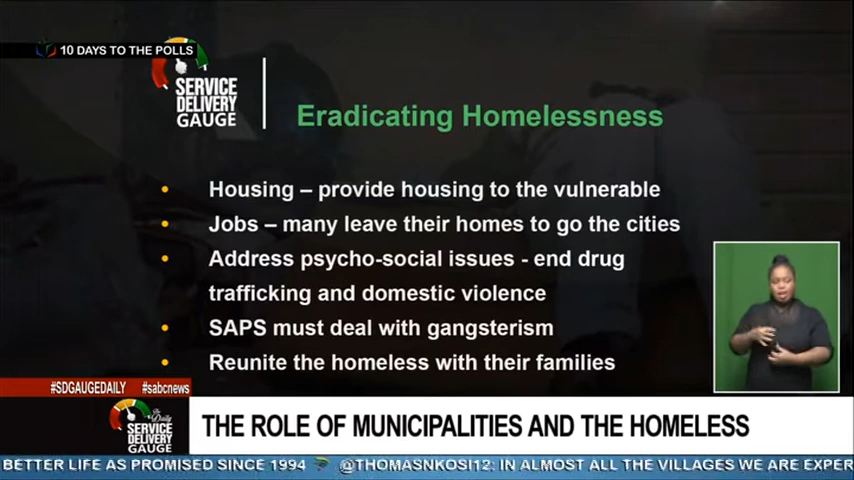 10 DAYS TO THE POLLS
SERVICE
DELIVERY
GAUGE
Eradicating Homelessness
• Housing – provide housing to the vulnerable
• Jobs – many leave their homes to go the cities
• Address psycho-social issues - end drug
trafficking and domestic violence
• SAPS must deal with gangsterism
• Reunite the homeless with their families
#SDGAUGEDAILY #sabcnews
The Daily
SERVICE
DELIVERY
GAUGE
THE ROLE OF MUNICIPALITIES AND THE HOMELESS
BETTER LIFE AS PROMISED SINCE 1994 @THOMASNKOSI12: IN ALMOST ALL THE VILLAGES WE ARE EXPER